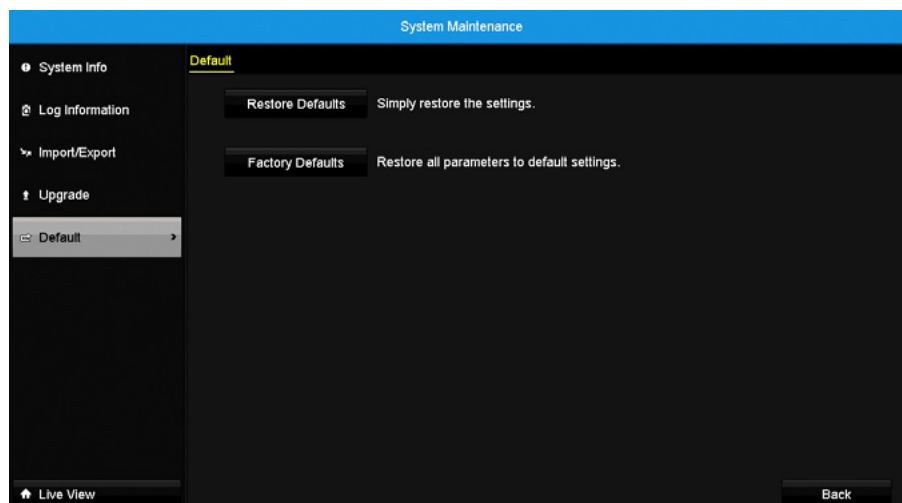 System Maintenance
System Info
Default
Log Information
Restore Defaults
Simply restore the settings.
Import/Export
Factory Defaults
Restore all parameters to default settings.
Upgrade
Default
Live View
Back